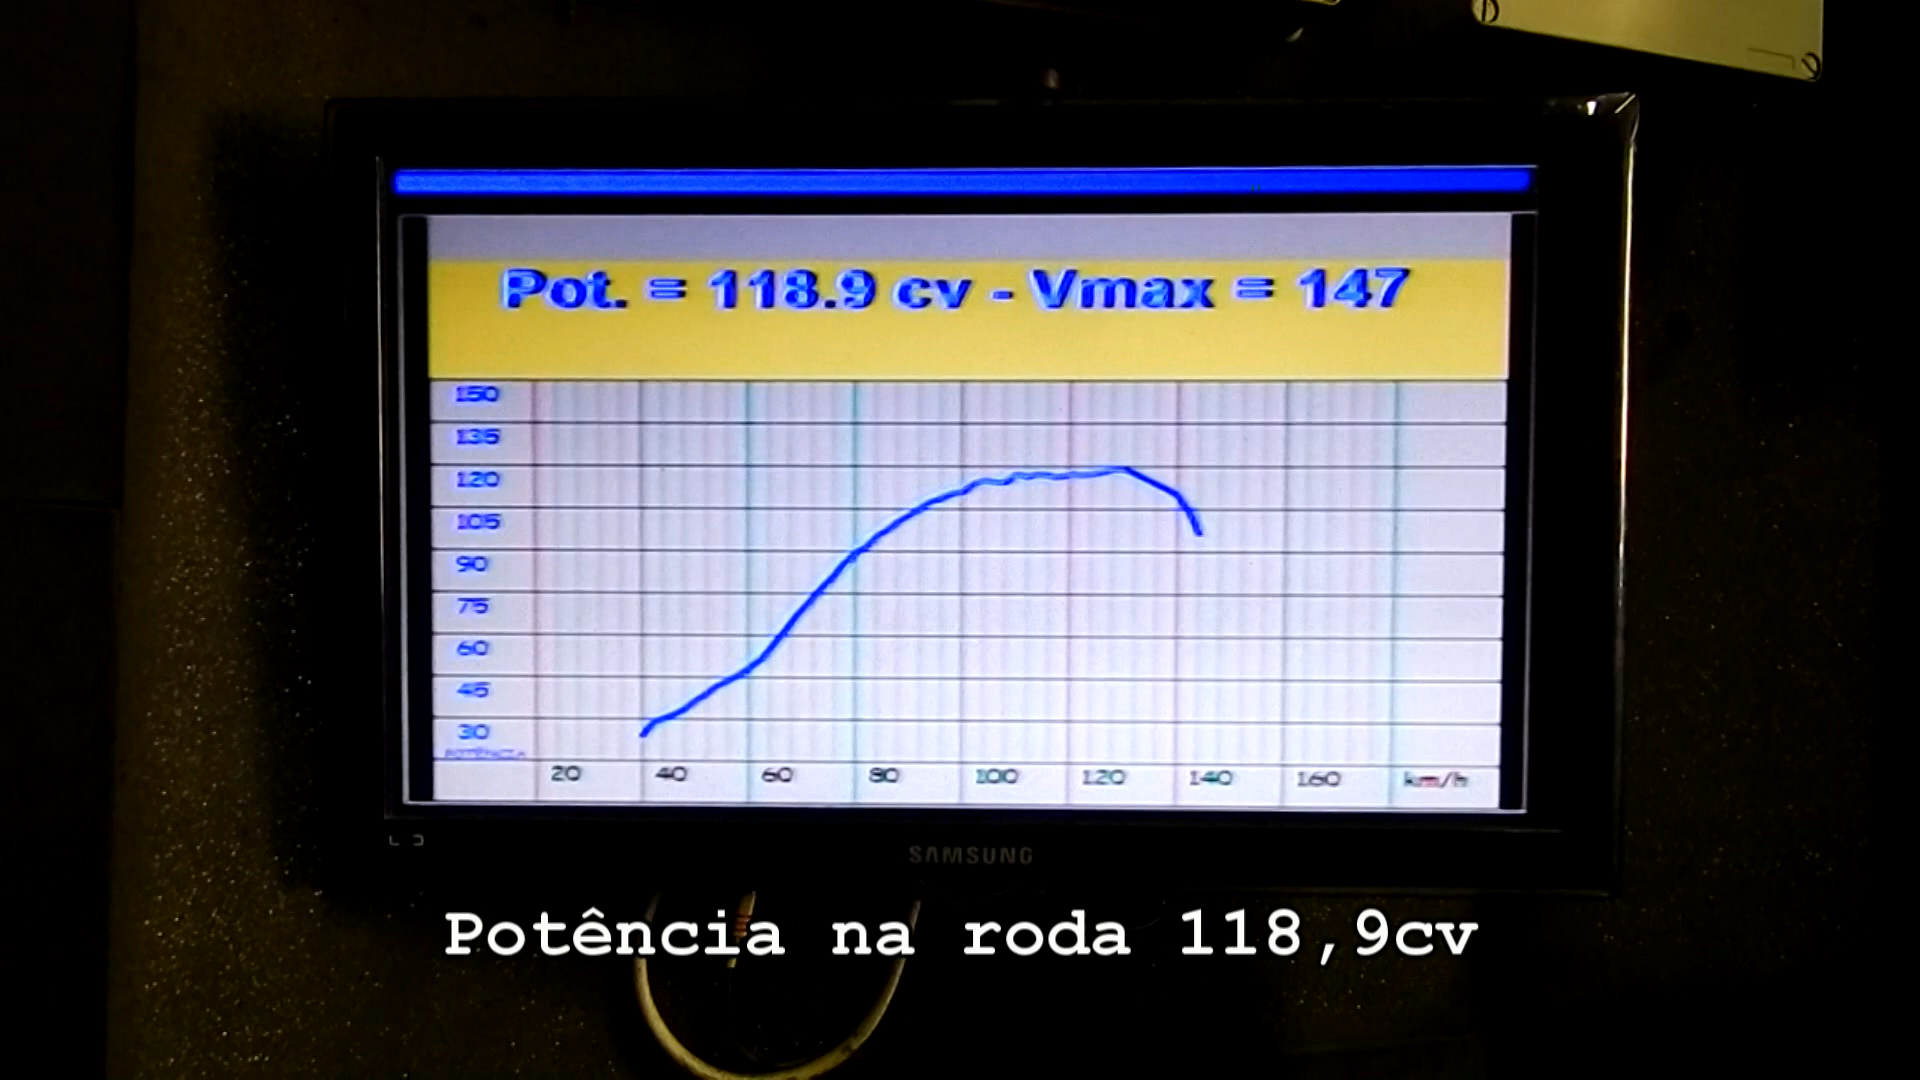 Pot. = 118.9 cv - Vmax = 147
150
135
120
105
90
75
60
45
30
POTÊNCIA
20 40 60 80 100 120 140 160 km/h
SAMSUNG
Potência na roda 118,9cv